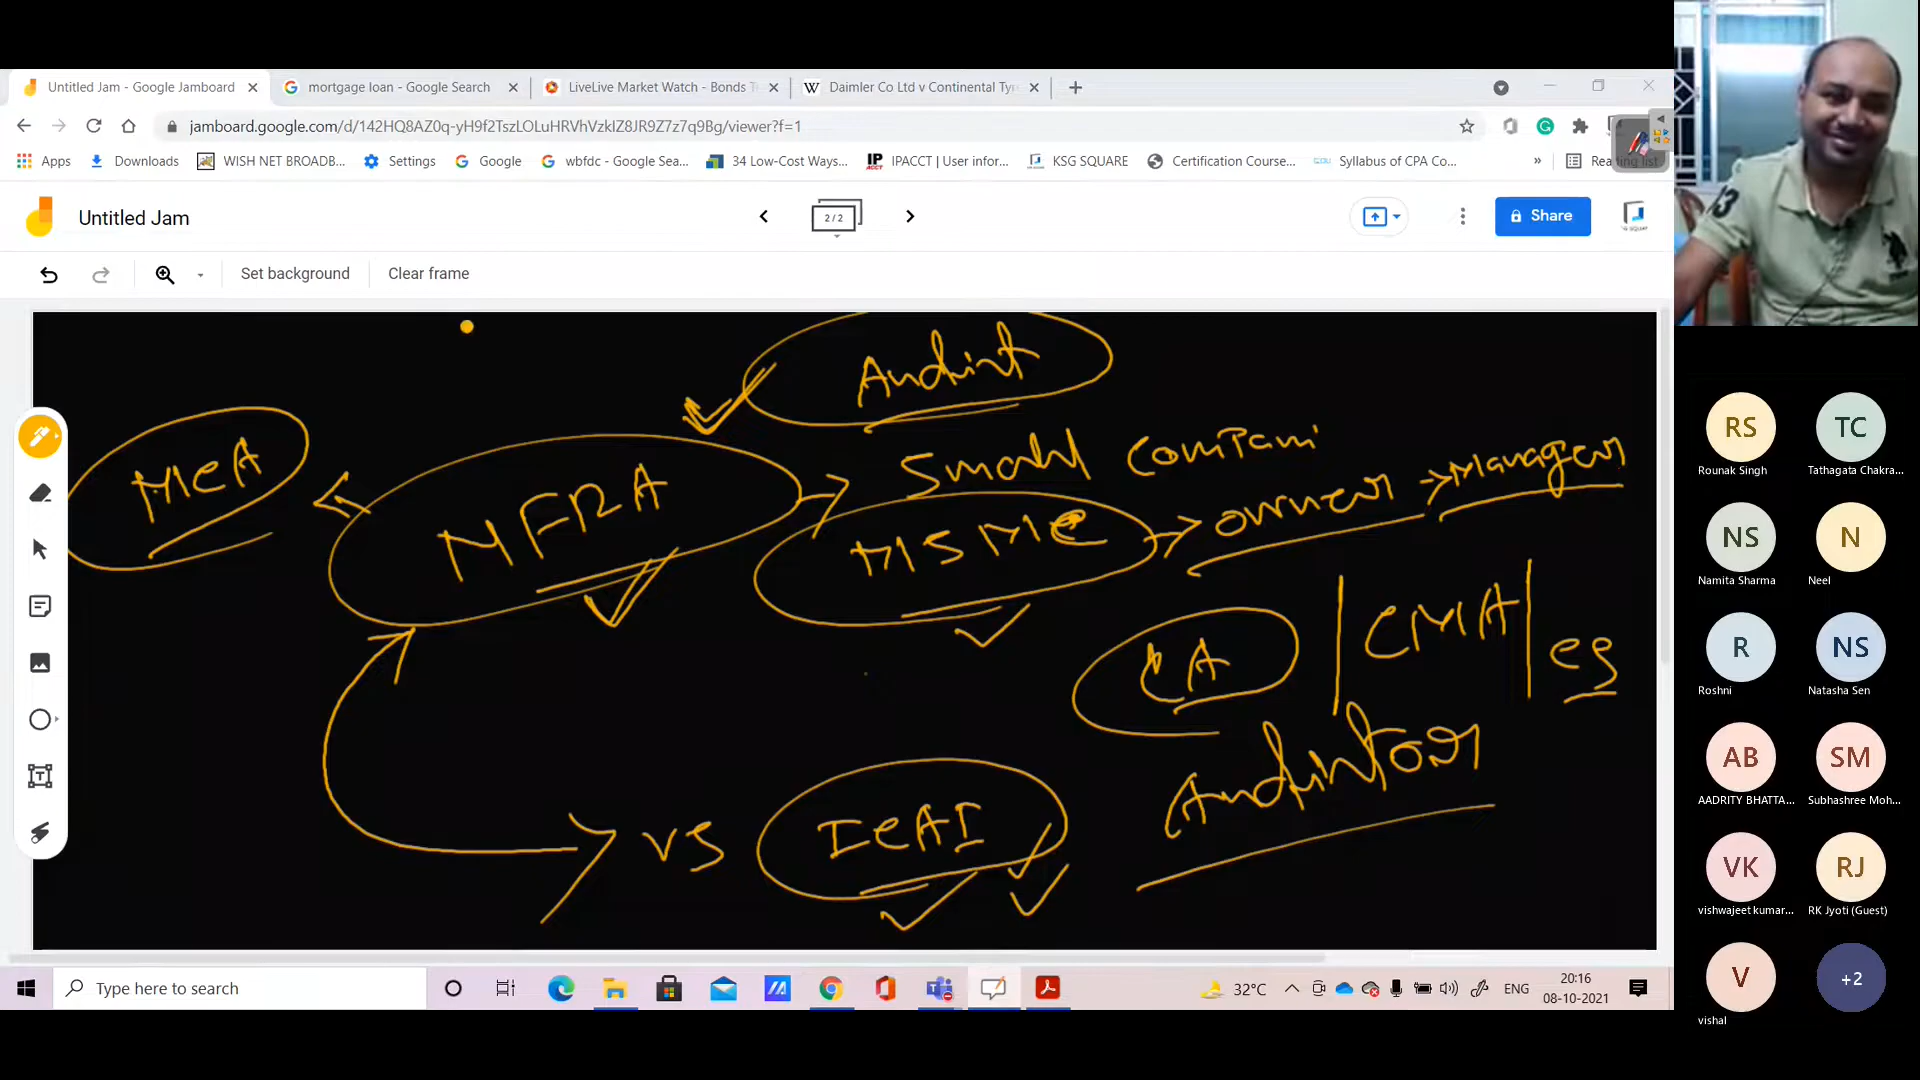 Untitled Jam - Google Jamboard
mortgage loan - Google Search
LiveLive Market Watch - Bonds T
Daimler Co Ltd v Continental Tyr
jamboard.google.com/d/142HQ8AZ0q-yH9f2TszLOLuHRVhVzkIZ8JR9Z7z7q9Bg/viewer?f=1
Apps Downloads WISH NET BROADB... Settings Google wbfdc - Google Sea... 34 Low-Cost Ways... IPACCT | User infor... KSG SQUARE Certification Course... Syllabus of CPA Co... » Reading list
Untitled Jam
2 / 2
Share
Set background Clear frame
Audit
MCA
NFRA
Small Compani
MSME
owner
Manager
CA | CMA | CS
Auditor
vs
ICAI
RS TC
Rounak Singh Tathagata Chakra...
NS N
Namita Sharma Neel
R NS
Roshni Natasha Sen
AB SM
AADRITY BHATTA... Subhashree Moh...
VK RJ
vishwajeet kumar... RK Jyoti (Guest)
V +2
vishal
Type here to search
32°C ENG
20:16
08-10-2021